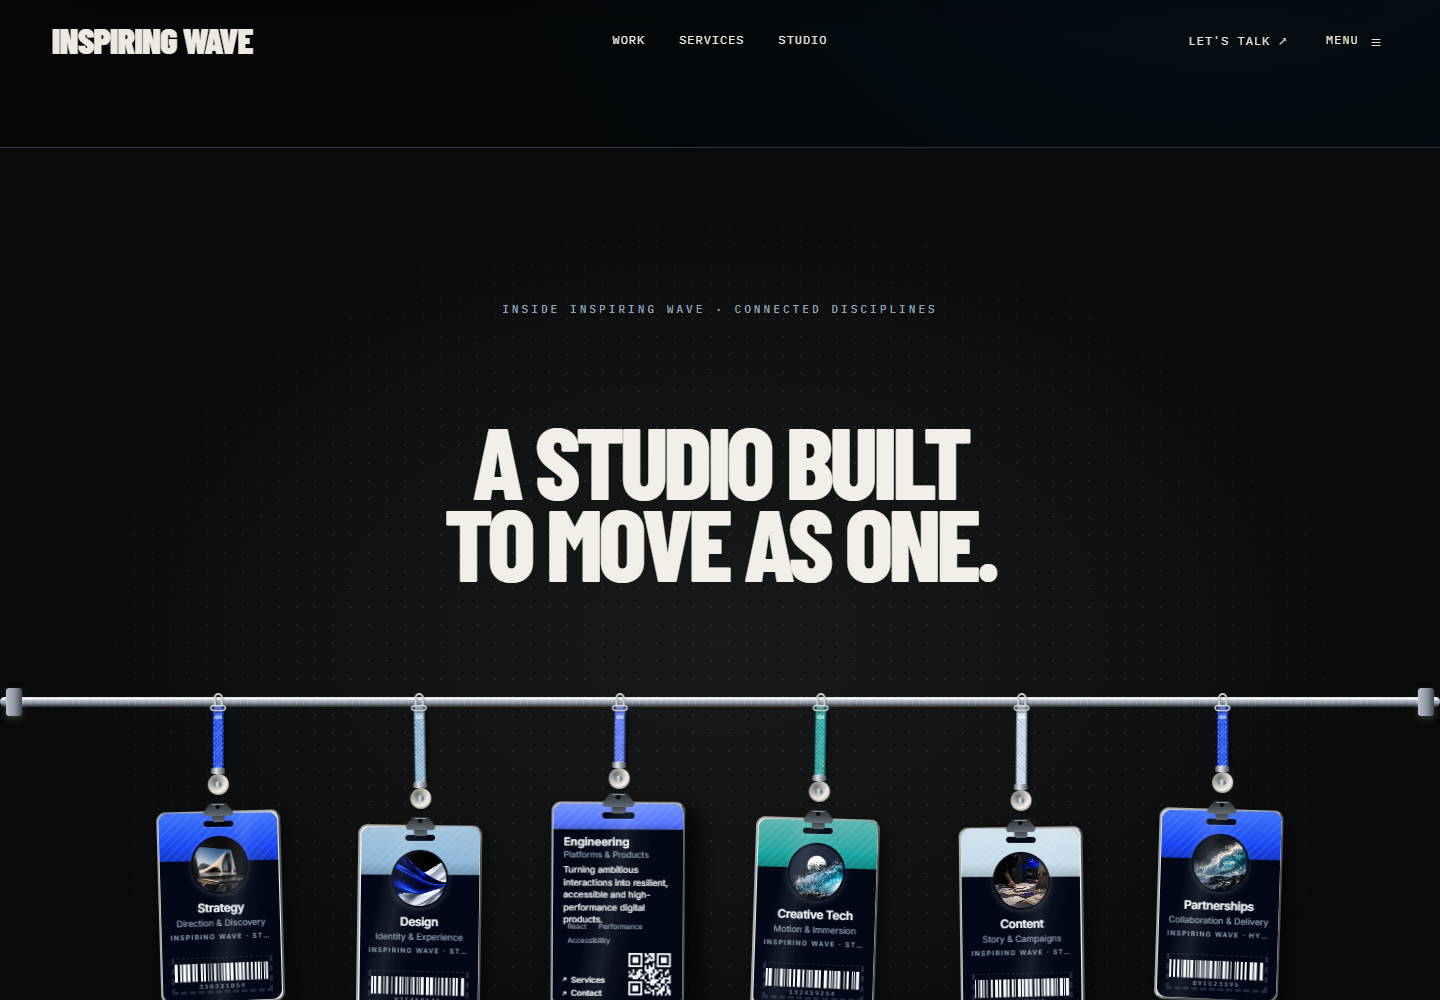 INSPIRING WAVE
WORK SERVICES STUDIO
LET'S TALK ↗ MENU
INSIDE INSPIRING WAVE · CONNECTED DISCIPLINES
A STUDIO BUILT
TO MOVE AS ONE.
Strategy
Direction & Discovery
INSPIRING WAVE · ST…
330331059
Design
Identity & Experience
INSPIRING WAVE · ST…
Engineering
Platforms & Products
Turning ambitious
interactions into resilient,
accessible and high-
performance digital
products.
React Performance
Accessibility
↗ Services
↗ Contact
Creative Tech
Motion & Immersion
INSPIRING WAVE · ST…
132459254
Content
Story & Campaigns
INSPIRING WAVE · ST…
Partnerships
Collaboration & Delivery
INSPIRING WAVE · HY…
891523395